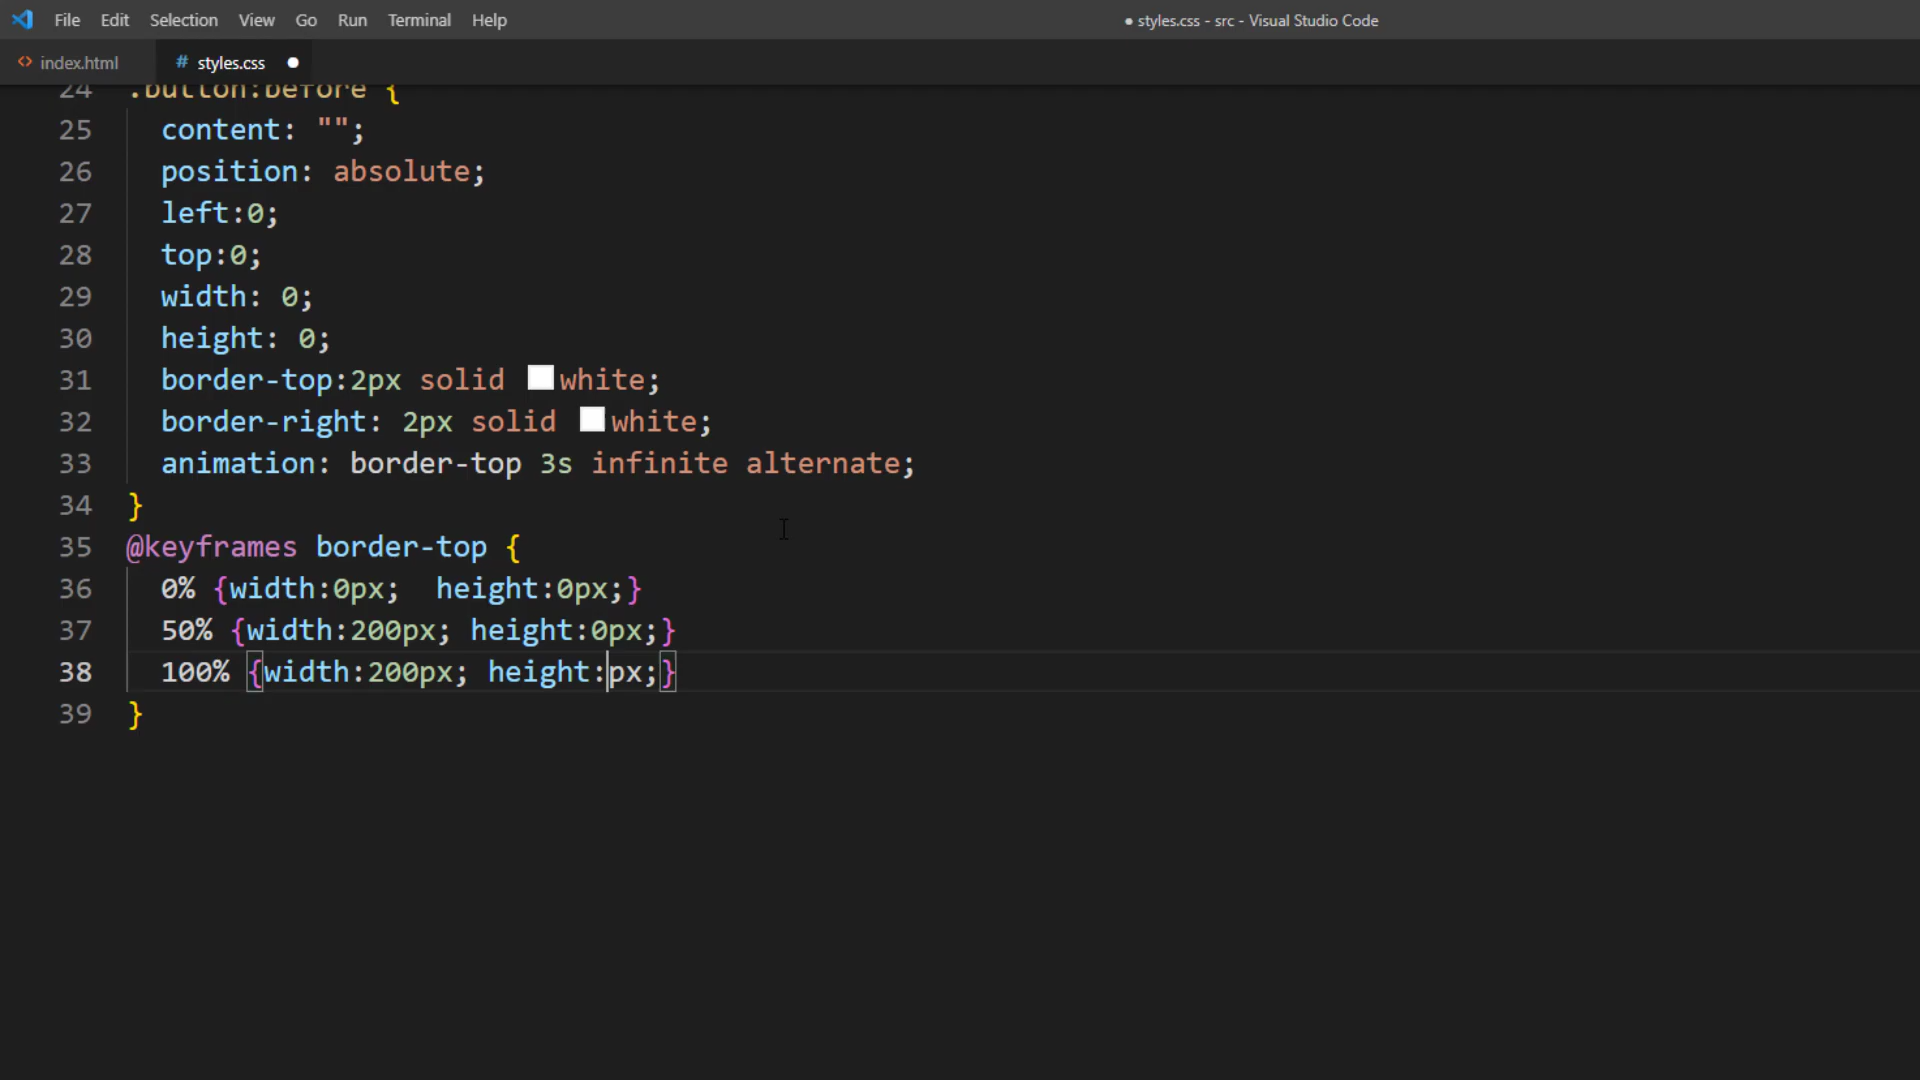 File Edit Selection View Go Run Terminal Help
● styles.css - src - Visual Studio Code
<> index.html
# styles.css ●
24 .button:before {
25 content: "";
26 position: absolute;
27 left:0;
28 top:0;
29 width: 0;
30 height: 0;
31 border-top:2px solid white;
32 border-right: 2px solid white;
33 animation: border-top 3s infinite alternate;
34 }
35 @keyframes border-top {
36 0% {width:0px;  height:0px;}
37 50% {width:200px; height:0px;}
38 100% {width:200px; height:px;}
39 }